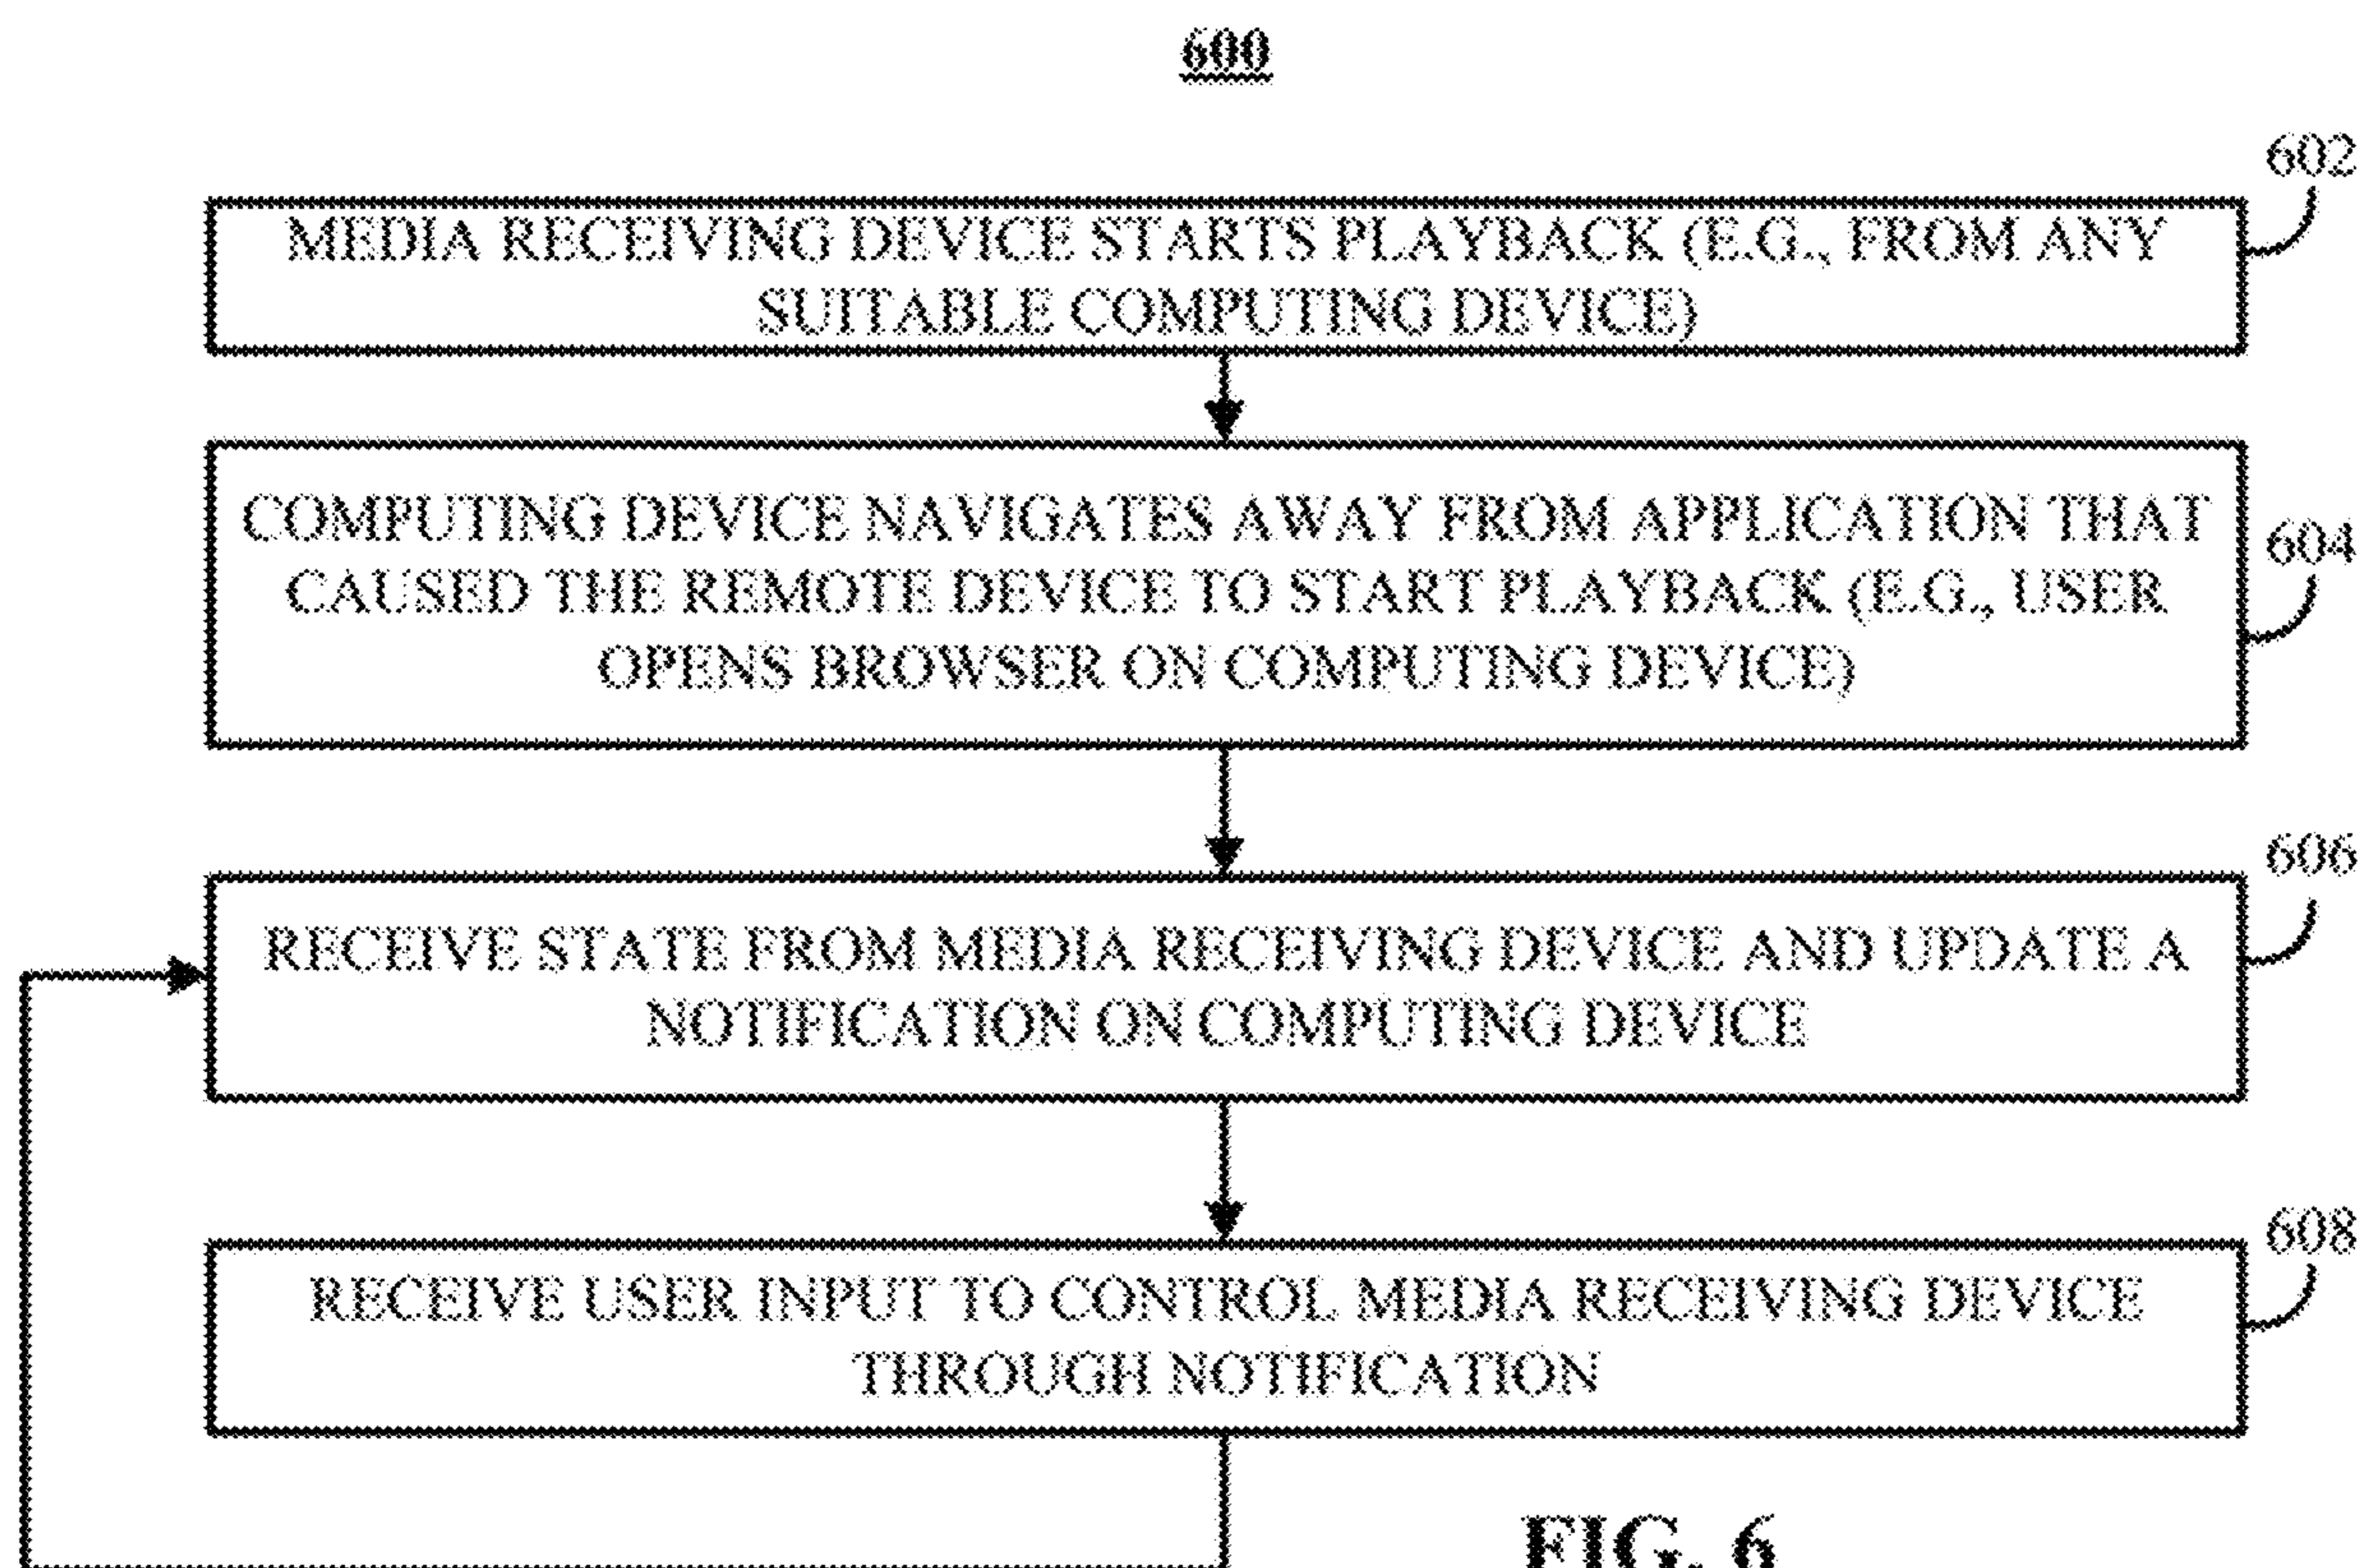 600
602
MEDIA RECEIVING DEVICE STARTS PLAYBACK (E.G., FROM ANY
SUITABLE COMPUTING DEVICE)
COMPUTING DEVICE NAVIGATES AWAY FROM APPLICATION THAT
604
CAUSED THE REMOTE DEVICE TO START PLAYBACK (E.G., USER
OPENS BROWSER ON COMPUTING DEVICE)
606
RECEIVE STATE FROM MEDIA RECEIVING DEVICE AND UPDATE A
NOTIFICATION ON COMPUTING DEVICE
608
RECEIVE USER INPUT TO CONTROL MEDIA RECEIVING DEVICE
THROUGH NOTIFICATION
FIG. 6